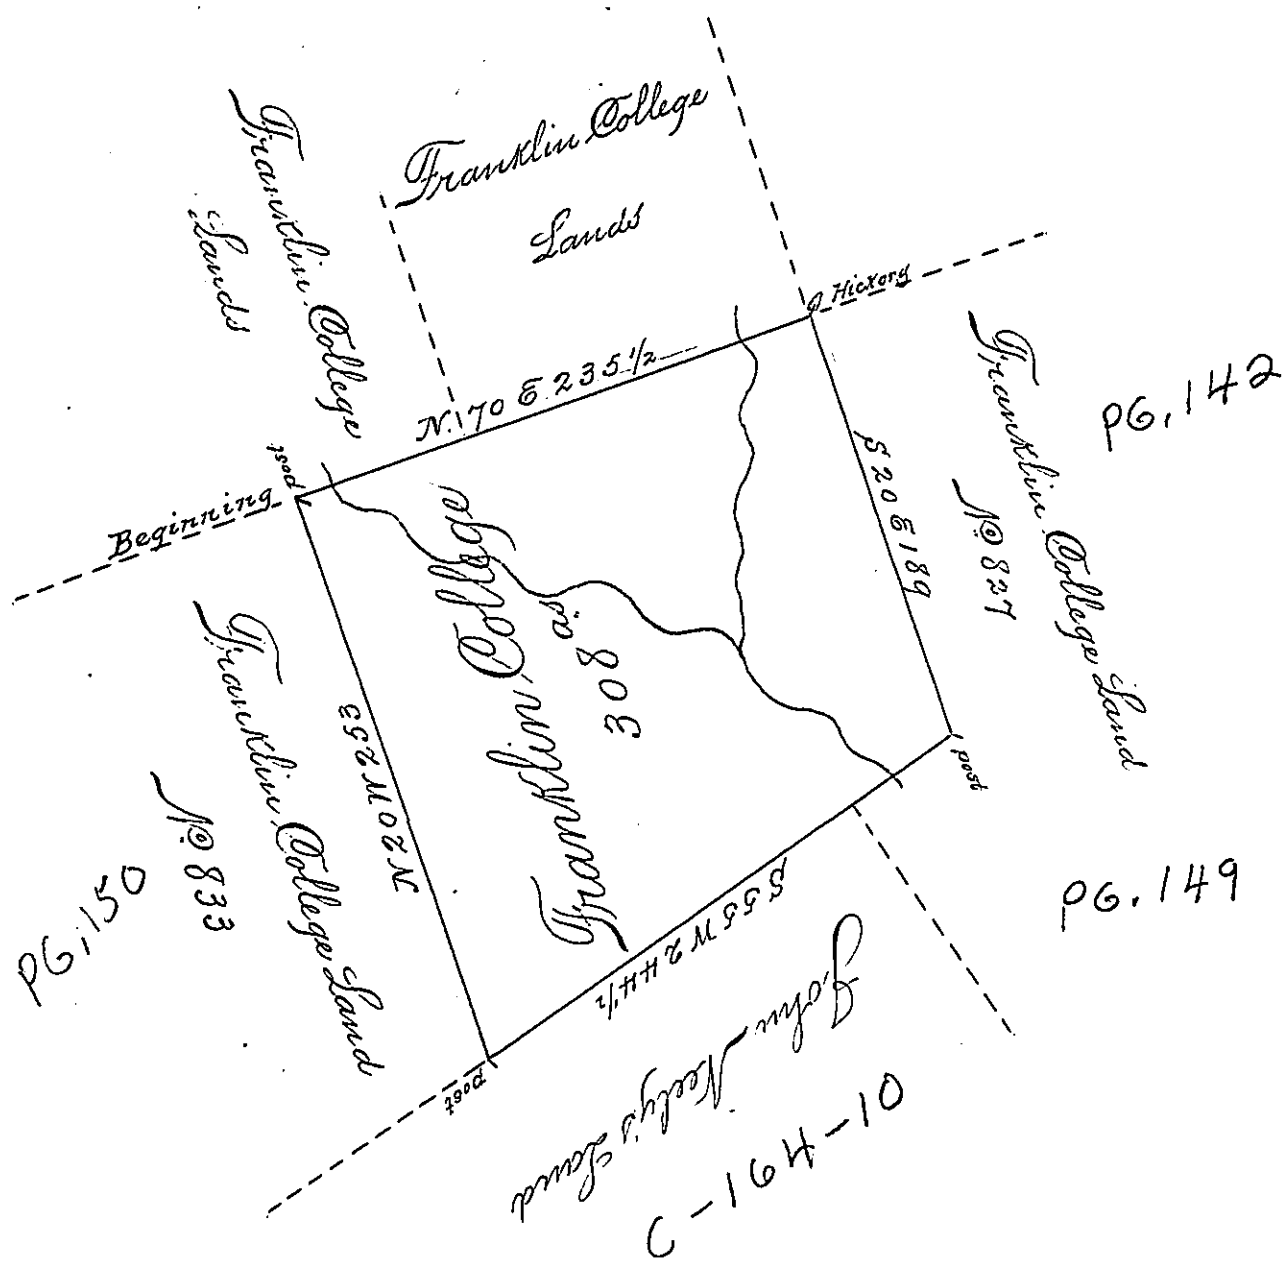 Franklin College
Lands
Franklin College
Lands
Hickory
N. 70 E 235 1/2
post
Beginning
S 20 E 189
Franklin College Land
No 827
PG. 142
Franklin College
308 a.
N 20 W 253
Franklin College Land
No 833
PG. 150
post
S 55 W 244 1/2
PG. 149
John Neely's Land
post
C-164-10